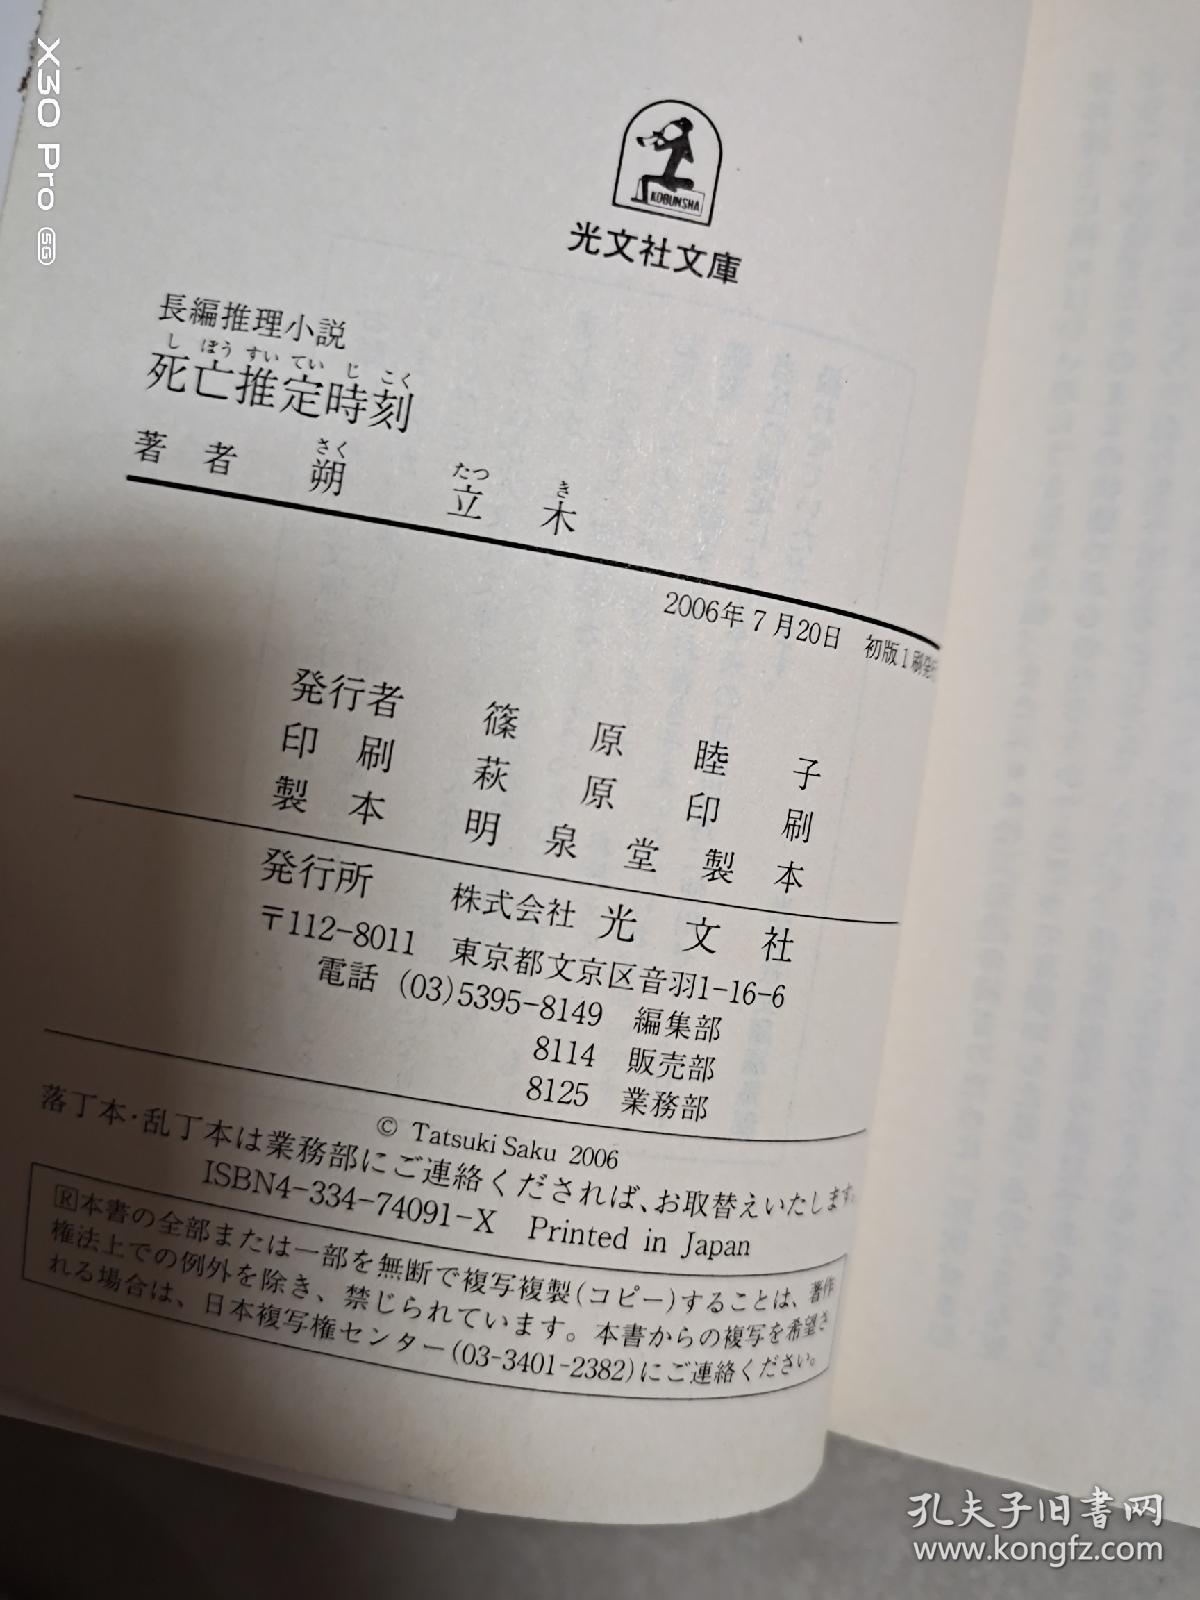 X30 Pro 5G
KOBUNSHA
光文社文庫
長編推理小説
しぼうすいていじこく
死亡推定時刻
さく たつ き
著者 朔 立木
2006年7月20日 初版1刷発行
発行者 篠原睦子
印刷 萩原印刷
製本 明泉堂製本
発行所 株式会社 光文社
〒112-8011 東京都文京区音羽1-16-6
電話 (03)5395-8149 編集部
8114 販売部
8125 業務部
© Tatsuki Saku 2006
落丁本・乱丁本は業務部にご連絡くだされば、お取替えいたします。
ISBN4-334-74091-X Printed in Japan
Ⓡ本書の全部または一部を無断で複写複製(コピー)することは、著作
権法上での例外を除き、禁じられています。本書からの複写を希望さ
れる場合は、日本複写権センター(03-3401-2382)にご連絡ください。
孔夫子旧书网
www.kongfz.com